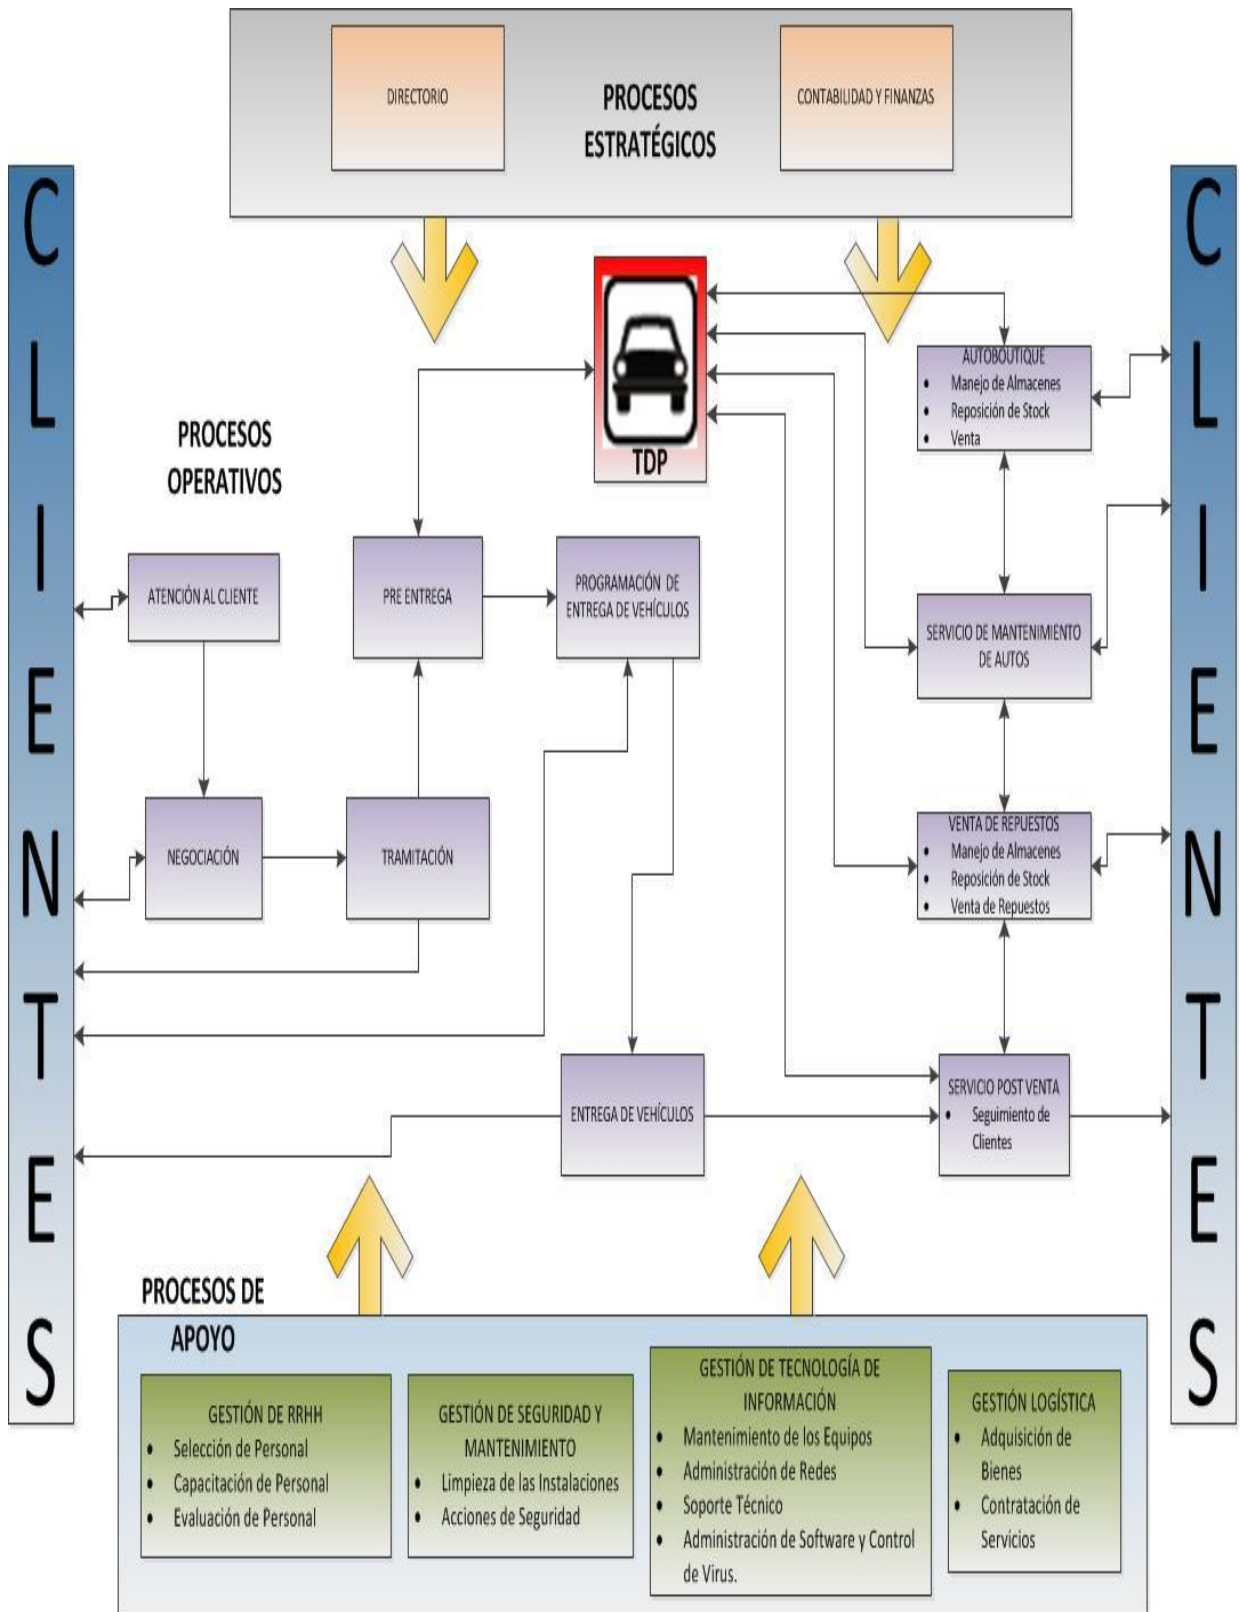 DIRECTORIO
PROCESOS
ESTRATÉGICOS
CONTABILIDAD Y FINANZAS
C
L
I
E
N
T
E
S
C
L
I
E
N
T
E
S
TDP
AUTOBOUTIQUE
• Manejo de Almacenes
• Reposición de Stock
• Venta
PROCESOS
OPERATIVOS
ATENCIÓN AL CLIENTE
PRE ENTREGA
PROGRAMACIÓN DE
ENTREGA DE VEHÍCULOS
SERVICIO DE MANTENIMIENTO
DE AUTOS
NEGOCIACIÓN
TRAMITACIÓN
VENTA DE REPUESTOS
• Manejo de Almacenes
• Reposición de Stock
• Venta de Repuestos
ENTREGA DE VEHÍCULOS
SERVICIO POST VENTA
• Seguimiento de
Clientes
PROCESOS DE
APOYO
GESTIÓN DE RRHH
• Selección de Personal
• Capacitación de Personal
• Evaluación de Personal
GESTIÓN DE SEGURIDAD Y
MANTENIMIENTO
• Limpieza de las Instalaciones
• Acciones de Seguridad
GESTIÓN DE TECNOLOGÍA DE
INFORMACIÓN
• Mantenimiento de los Equipos
• Administración de Redes
• Soporte Técnico
• Administración de Software y Control
de Virus.
GESTIÓN LOGÍSTICA
• Adquisición de
Bienes
• Contratación de
Servicios